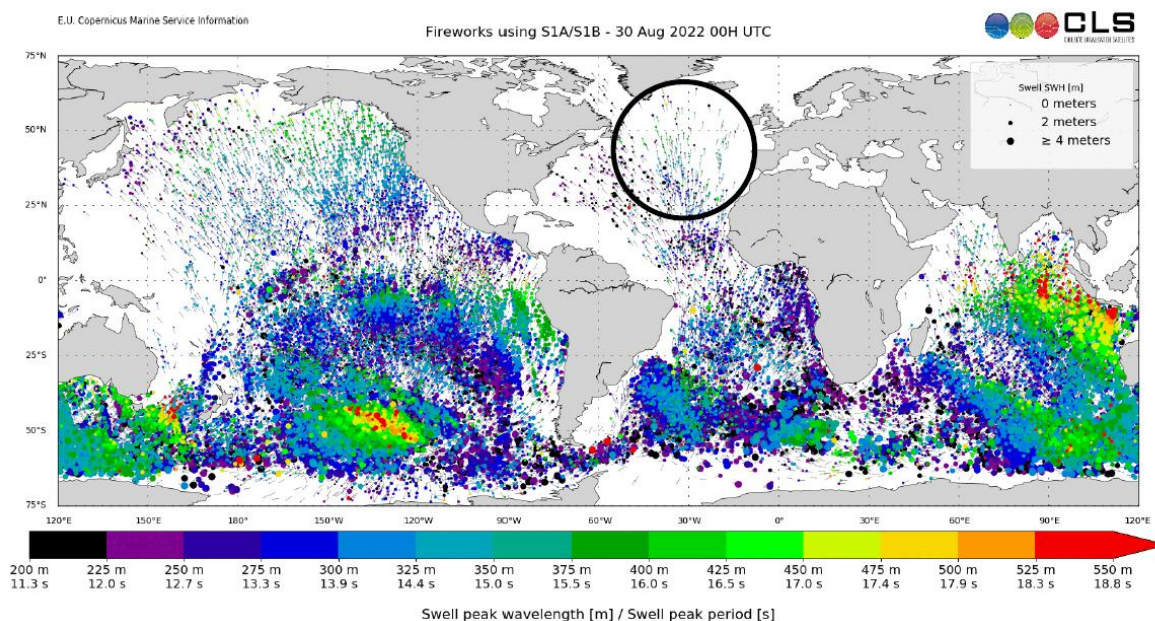 E.U. Copernicus Marine Service Information
Fireworks using S1A/S1B - 30 Aug 2022 00H UTC
CLS
COLLECTE LOCALISATION SATELLITES
75°N
50°N
25°N
0°
25°S
50°S
75°S
Swell SWH [m]
0 meters
2 meters
≥ 4 meters
120°E 150°E 180° 150°W 120°W 90°W 60°W 30°W 0° 30°E 60°E 90°E 120°E
200 m 225 m 250 m 275 m 300 m 325 m 350 m 375 m 400 m 425 m 450 m 475 m 500 m 525 m 550 m
11.3 s 12.0 s 12.7 s 13.3 s 13.9 s 14.4 s 15.0 s 15.5 s 16.0 s 16.5 s 17.0 s 17.4 s 17.9 s 18.3 s 18.8 s
Swell peak wavelength [m] / Swell peak period [s]